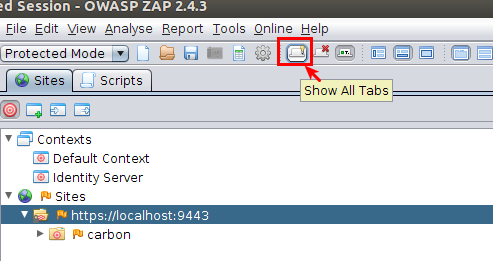 ed Session - OWASP ZAP 2.4.3
File Edit View Analyse Report Tools Online Help
Protected Mode
Show All Tabs
Sites Scripts
Contexts
Default Context
Identity Server
Sites
https://localhost:9443
carbon